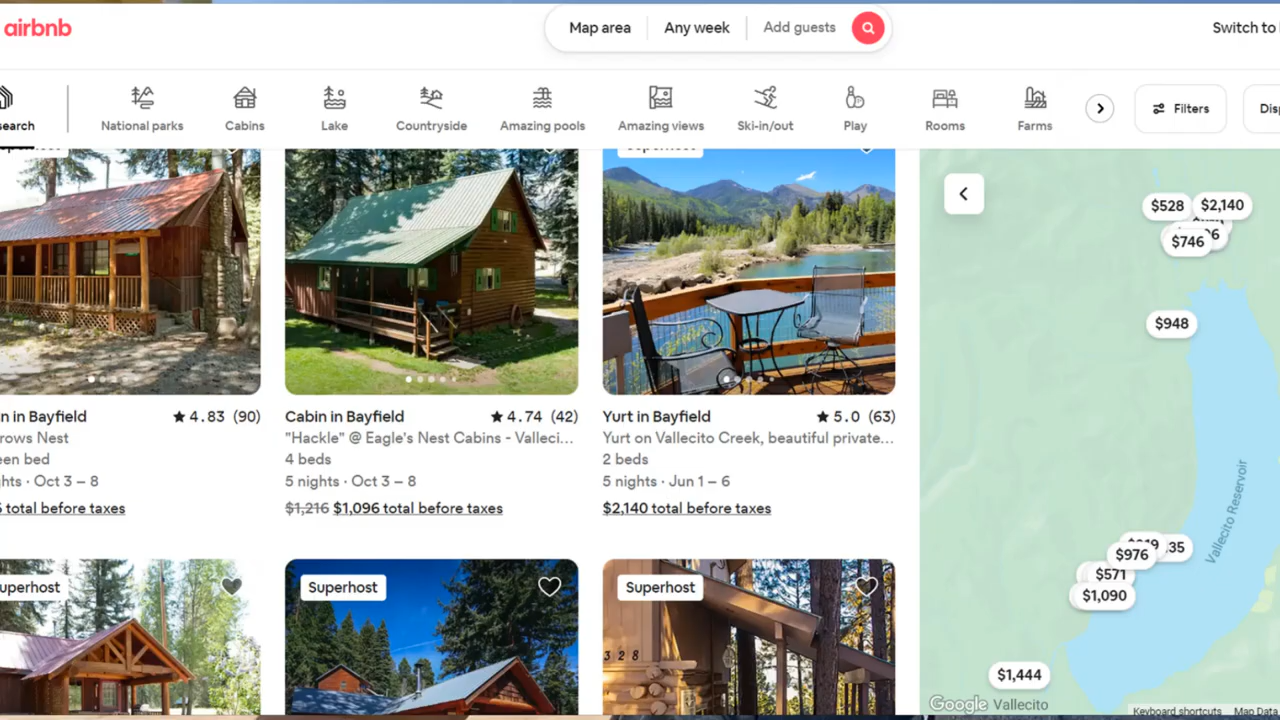 airbnb
Map area
Any week
Add guests
Switch to
search
National parks
Cabins
Lake
Countryside
Amazing pools
Amazing views
Ski-in/out
Play
Rooms
Farms
Filters
Superhost
n in Bayfield
4.83 (90)
rows Nest
een bed
hts · Oct 3 – 8
total before taxes
Cabin in Bayfield
4.74 (42)
"Hackle" @ Eagle's Nest Cabins - Valleci...
4 beds
5 nights · Oct 3 – 8
$1,216 $1,096 total before taxes
Yurt in Bayfield
5.0 (63)
Yurt on Vallecito Creek, beautiful private...
2 beds
5 nights · Jun 1 – 6
$2,140 total before taxes
uperhost
Superhost
Superhost
328
$528
$2,140
$746
$948
Vallecito Reservoir
35
$976
$571
$1,090
$1,444
Google
Vallecito
Keyboard shortcuts
Map Data